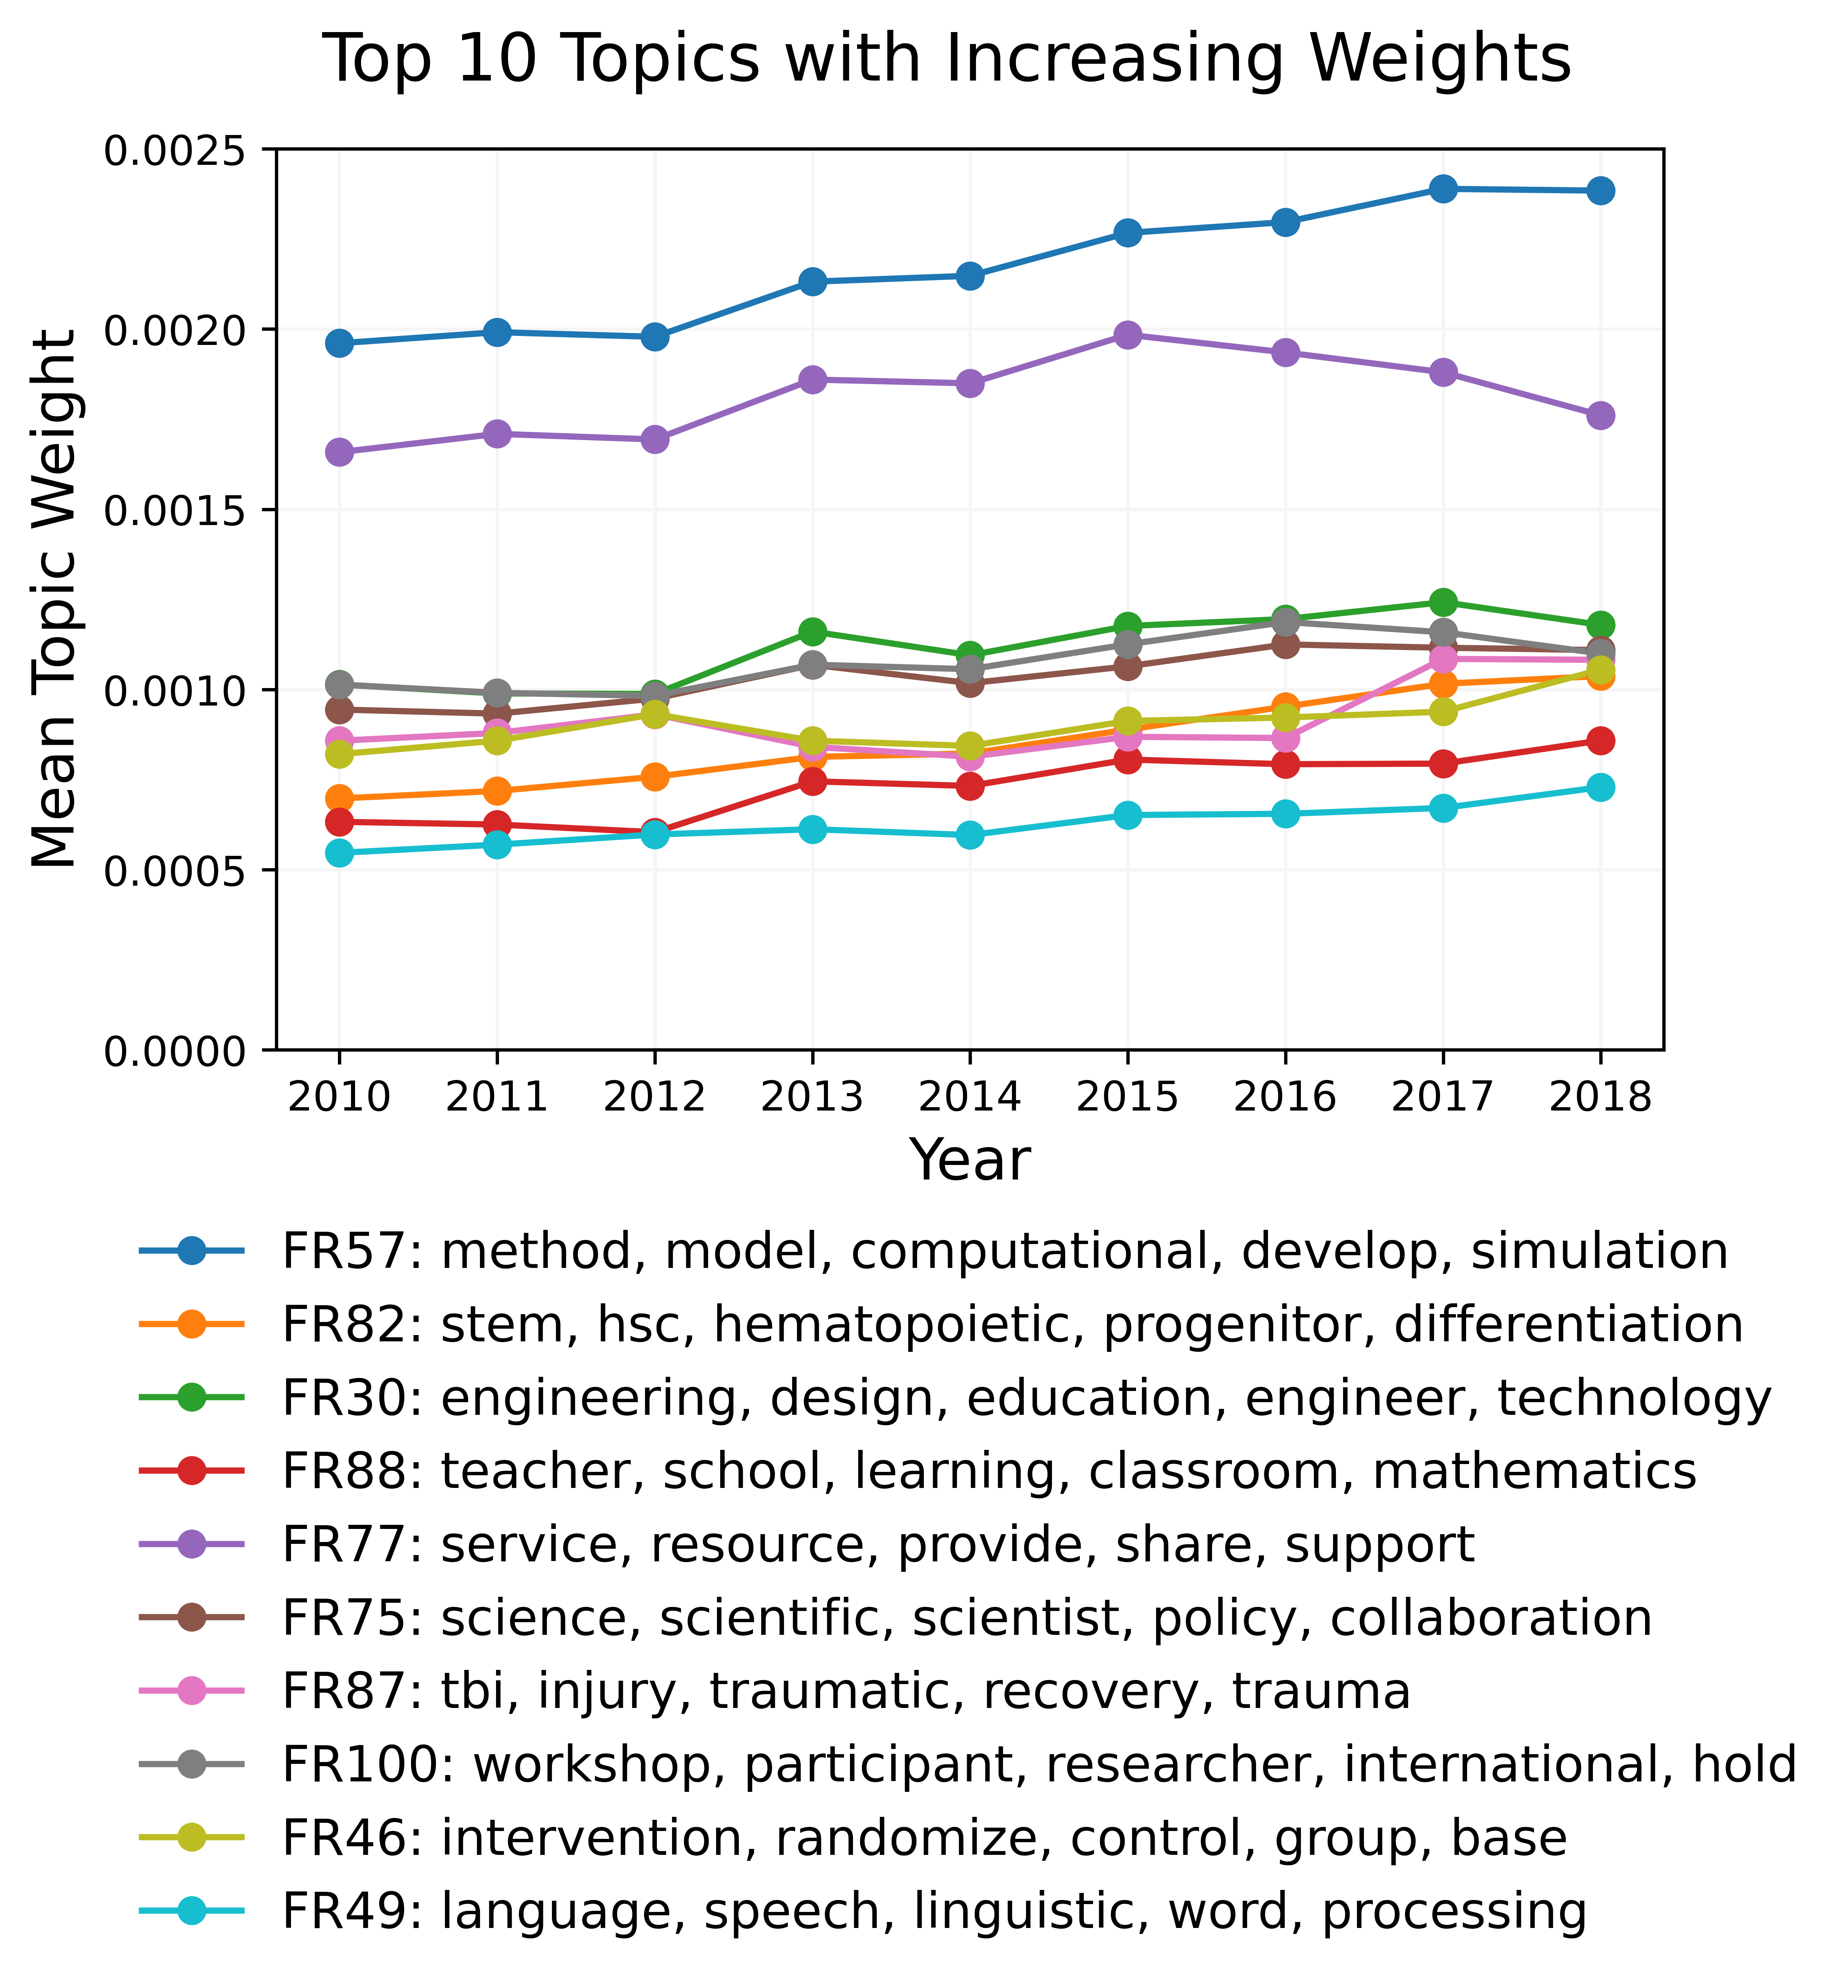 Top 10 Topics with Increasing Weights
0.0025
0.0020
0.0015
0.0010
0.0005
0.0000
Mean Topic Weight
2010 2011 2012 2013 2014 2015 2016 2017 2018
Year
FR57: method, model, computational, develop, simulation
FR82: stem, hsc, hematopoietic, progenitor, differentiation
FR30: engineering, design, education, engineer, technology
FR88: teacher, school, learning, classroom, mathematics
FR77: service, resource, provide, share, support
FR75: science, scientific, scientist, policy, collaboration
FR87: tbi, injury, traumatic, recovery, trauma
FR100: workshop, participant, researcher, international, hold
FR46: intervention, randomize, control, group, base
FR49: language, speech, linguistic, word, processing